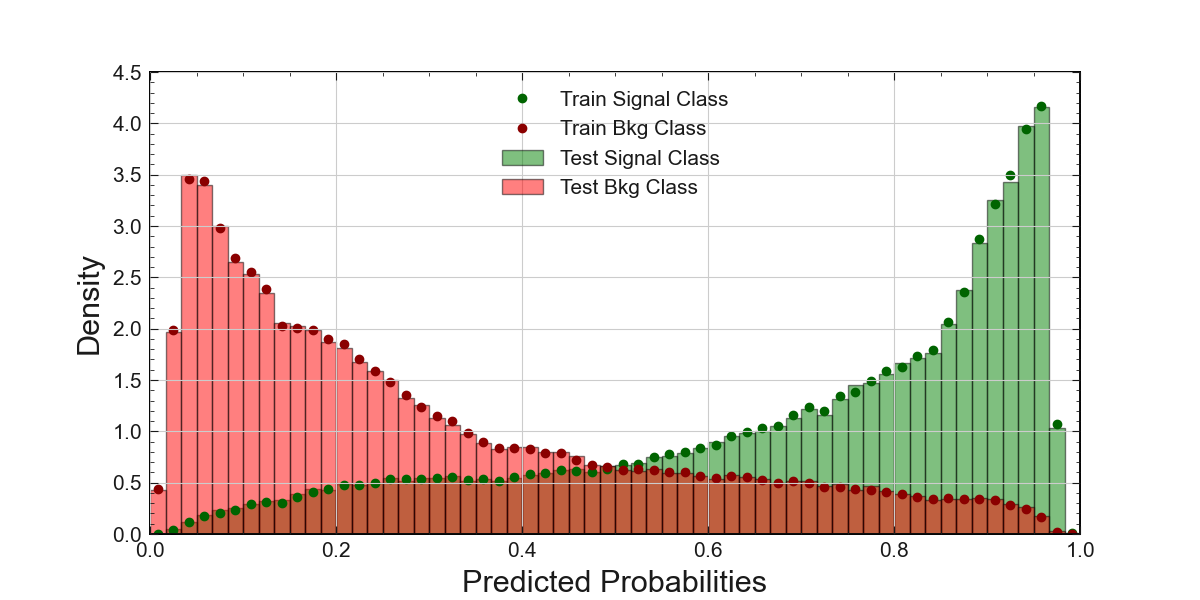 4.5
4.0
3.5
3.0
2.5
2.0
1.5
1.0
0.5
0.0
Density
Train Signal Class
Train Bkg Class
Test Signal Class
Test Bkg Class
0.0 0.2 0.4 0.6 0.8 1.0
Predicted Probabilities